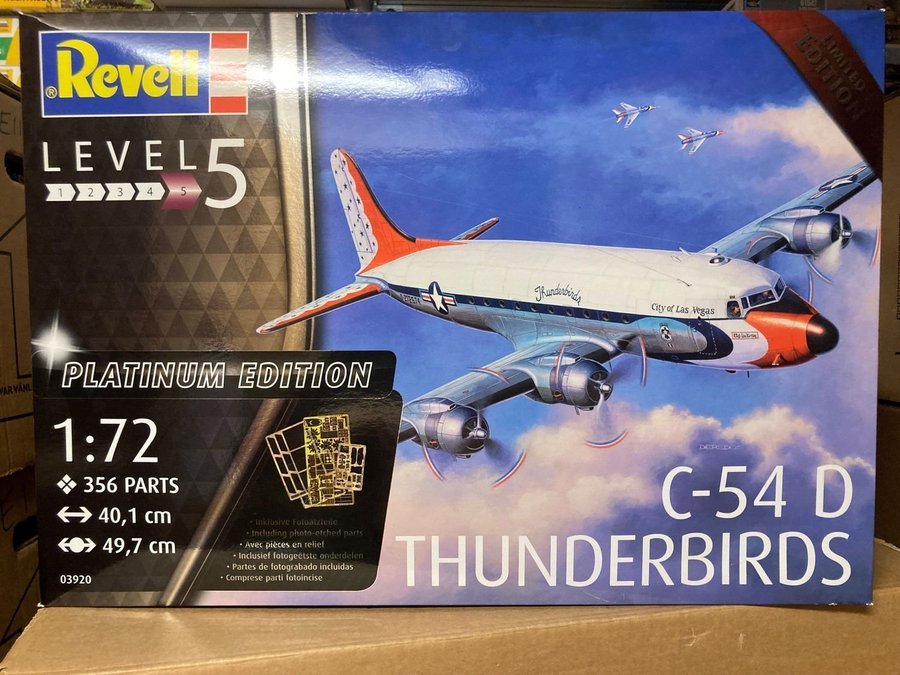 Revell
®
LIMITED
EDITION
LEVEL 5
1 2 3 4 5
Thunderbirds
City of Las Vegas
PLATINUM EDITION
1:72
356 PARTS
40,1 cm
49,7 cm
03920
• Inklusive Fotoätzteile
• Including photo-etched parts
• Avec pièces en relief
• Inclusief fotogeëtste onderdelen
• Partes de fotograbado incluidas
• Comprese parti fotoincise
C-54 D
THUNDERBIRDS